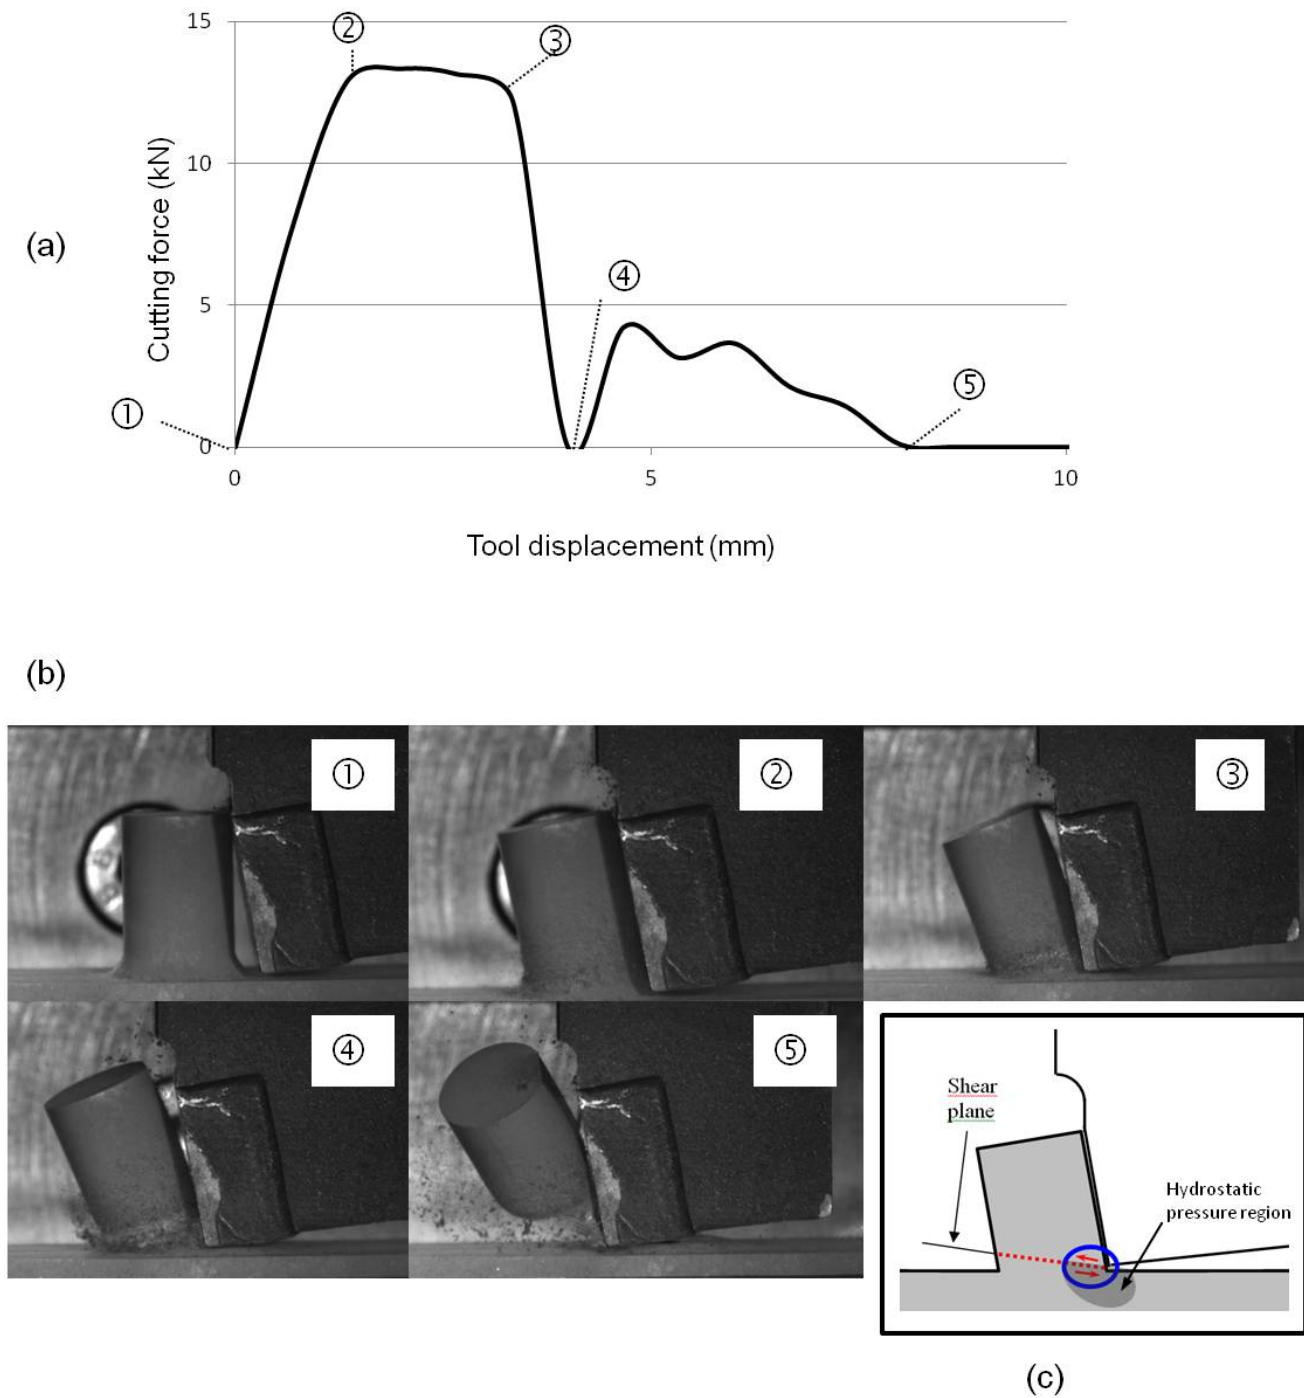 15
②
③
10
(a)
Cutting force (kN)
④
5
⑤
①
0
0
5
10
Tool displacement (mm)
(b)
①
②
③
④
⑤
Shear
plane
Hydrostatic
pressure region
(c)